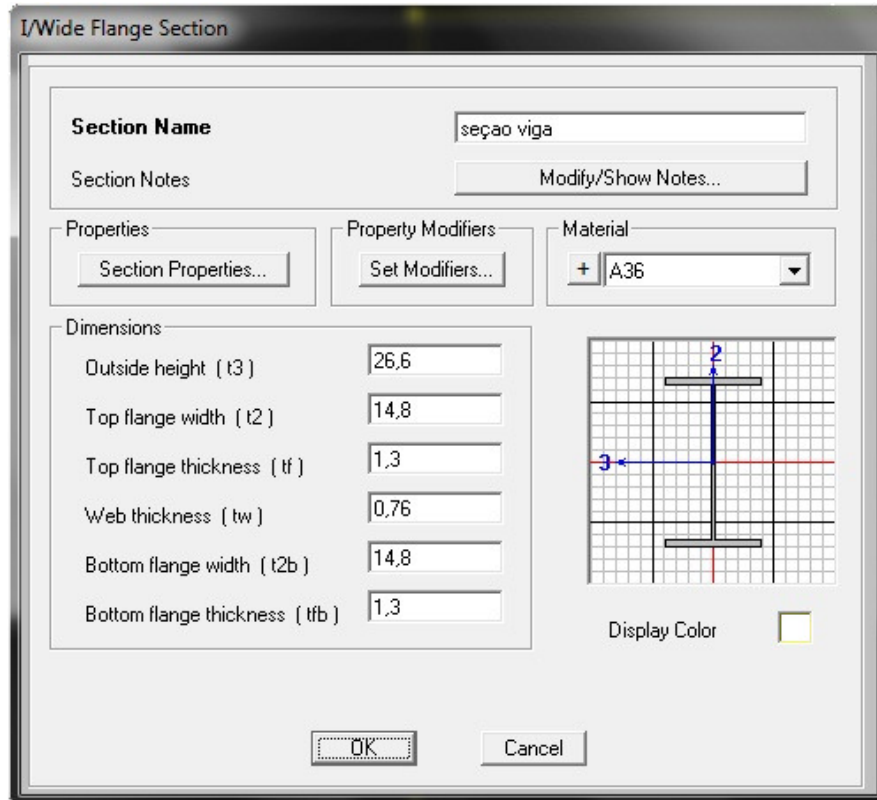 I/Wide Flange Section
Section Name
seçao viga
Section Notes
Modify/Show Notes...
Properties
Section Properties...
Property Modifiers
Set Modifiers...
Material
+ A36
Dimensions
Outside height ( t3 )
26,6
Top flange width ( t2 )
14,8
Top flange thickness ( tf )
1,3
Web thickness ( tw )
0,76
Bottom flange width ( t2b )
14,8
Bottom flange thickness ( tfb )
1,3
2
3
Display Color
OK
Cancel